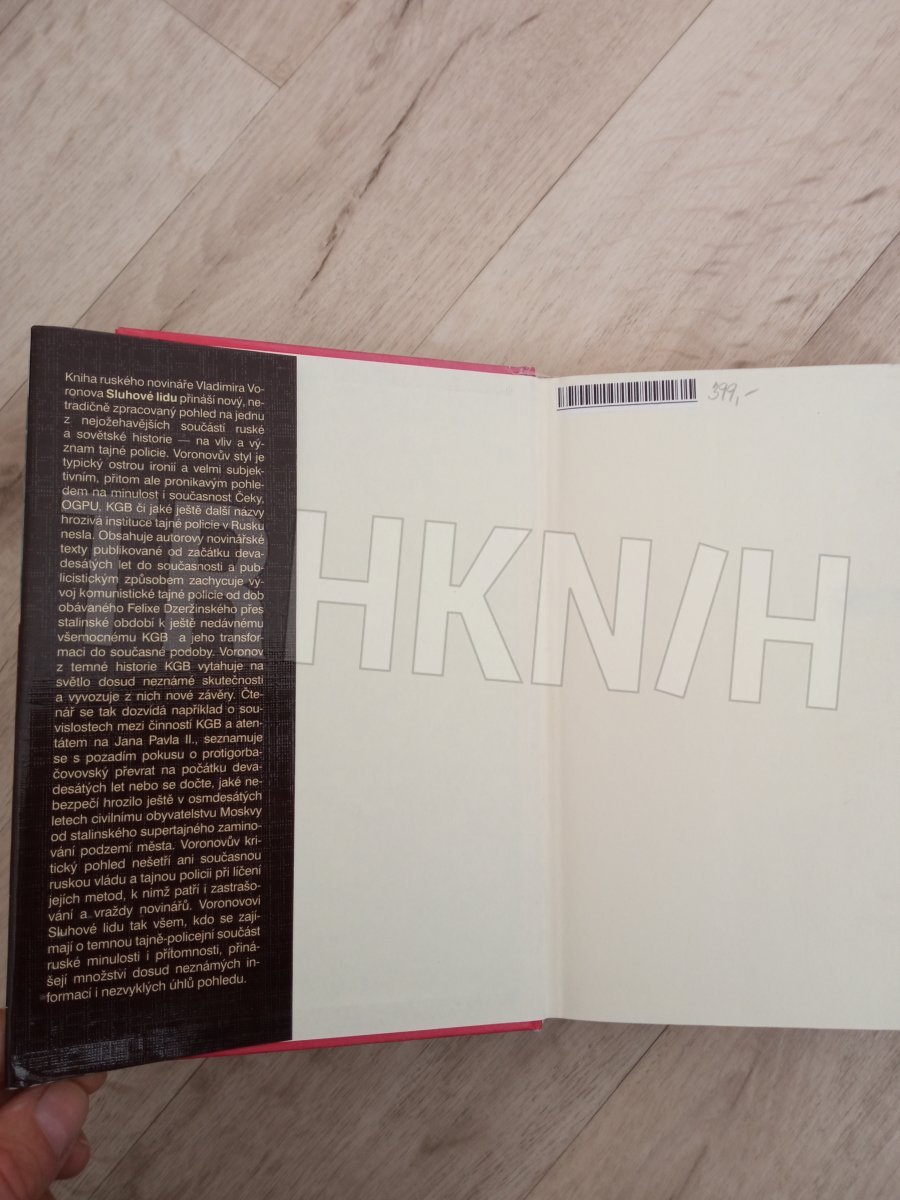 Kniha ruského novináře Vladimira Vo-
ronova Sluhové lidu přináší nový, ne-
tradičně zpracovaný pohled na jednu
z nejožehavějších součástí ruské
a sovětské historie — na vliv a vý-
znam tajné policie. Voronovův styl je
typický ostrou ironií a velmi subjek-
tivním, přitom ale pronikavým pohle-
dem na minulost i současnost Čeky,
OGPU, KGB či jaké ještě další názvy
hrozivá instituce tajné policie v Rusku
nesla. Obsahuje autorovy novinářské
texty publikované od začátku deva-
desátých let do současnosti a pub-
licistickým způsobem zachycuje vý-
voj komunistické tajné policie od dob
obávaného Felixe Dzeržinského přes
stalinské období k ještě nedávnému
všemocnému KGB a jeho transfor-
maci do současné podoby. Voronov
z temné historie KGB vytahuje na
světlo dosud neznámé skutečnosti
a vyvozuje z nich nové závěry. Čte-
nář se tak dozvídá například o sou-
vislostech mezi činností KGB a aten-
tátem na Jana Pavla II., seznamuje
se s pozadím pokusu o protigorba-
čovovský převrat na počátku deva-
desátých let nebo se dočte, jaké ne-
bezpečí hrozilo ještě v osmdesátých
letech civilnímu obyvatelstvu Moskvy
od stalinského supertajného zamino-
vání podzemí města. Voronovův kri-
tický pohled nešetří ani současnou
ruskou vládu a tajnou policii při líčení
jejich metod, k nimž patří i zastrašo-
vání a vraždy novinářů. Voronovovi
Sluhové lidu tak všem, kdo se zají-
mají o temnou tajně-policejní součást
ruské minulosti i přítomnosti, přiná-
šejí množství dosud neznámých in-
formací i nezvyklých úhlů pohledu.
399,-
TRHKNIH